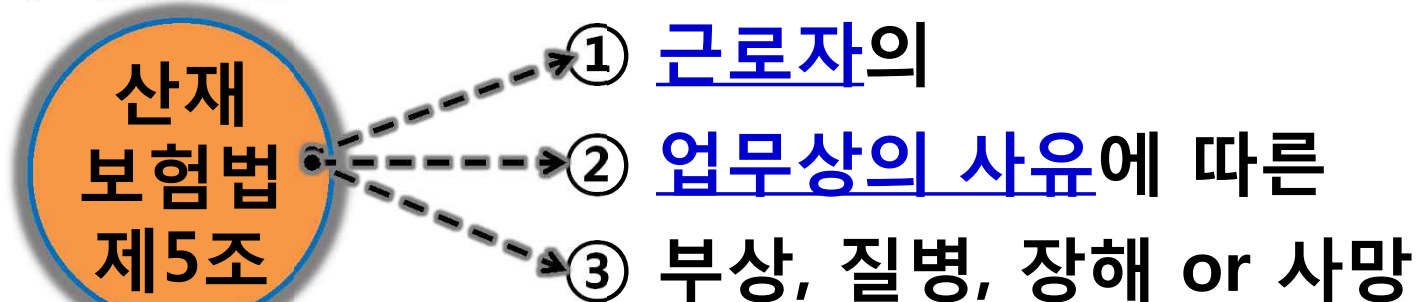 산재
보험법
제5조
① 근로자의
② 업무상의 사유에 따른
③ 부상, 질병, 장해 or 사망